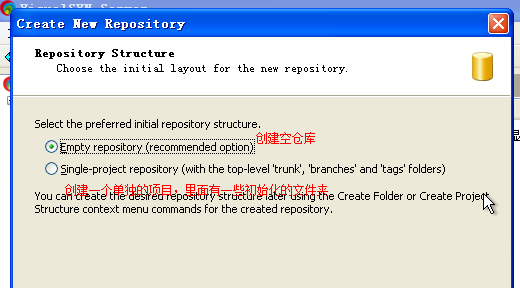 Create New Repository
Repository Structure
Choose the initial layout for the new repository.
Select the preferred initial repository structure.
Empty repository (recommended option)
创建空仓库
Single-project repository (with the top-level 'trunk', 'branches' and 'tags' folders)
创建一个单独的项目，里面有一些初始化的文件夹
You can create the desired repository structure later using the Create Folder or Create Project
Structure context menu commands for the created repository.